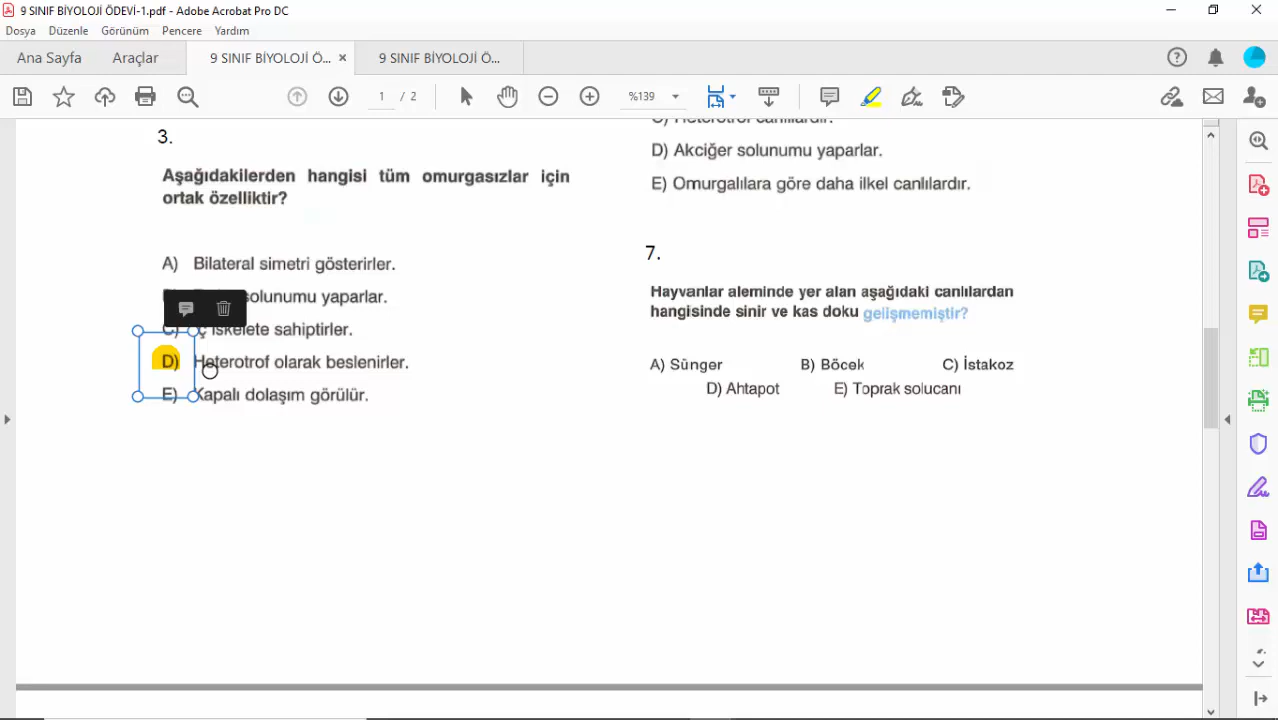 9 SINIF BİYOLOJİ ÖDEVİ-1.pdf - Adobe Acrobat Pro DC
Dosya Düzenle Görünüm Pencere Yardım
Ana Sayfa Araçlar 9 SINIF BİYOLOJİ Ö... × 9 SINIF BİYOLOJİ Ö...
1 / 2 %139
3.
Aşağıdakilerden hangisi tüm omurgasızlar için
ortak özelliktir?
A) Bilateral simetri gösterirler.
solunumu yaparlar.
C) İç iskelete sahiptirler.
D) Heterotrof olarak beslenirler.
E) Kapalı dolaşım görülür.
C) Heterotrof canlılardır.
D) Akciğer solunumu yaparlar.
E) Omurgalılara göre daha ilkel canlılardır.
7.
Hayvanlar aleminde yer alan aşağıdaki canlılardan
hangisinde sinir ve kas doku gelişmemiştir?
A) Sünger B) Böcek C) İstakoz
D) Ahtapot E) Toprak solucanı